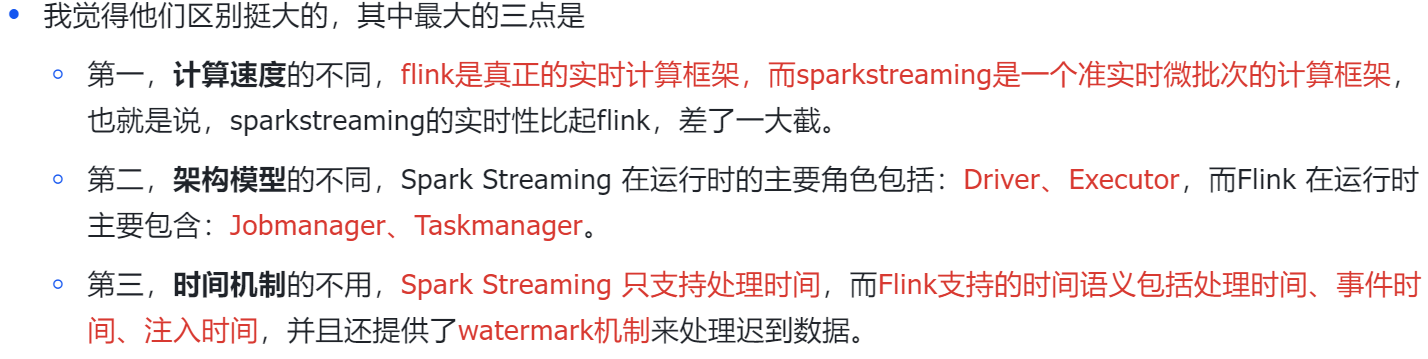 我觉得他们区别挺大的，其中最大的三点是
第一，计算速度的不同，flink是真正的实时计算框架，而sparkstreaming是一个准实时微批次的计算框架，
也就是说，sparkstreaming的实时性比起flink，差了一大截。
第二，架构模型的不同，Spark Streaming 在运行时的主要角色包括：Driver、Executor，而Flink 在运行时
主要包含：Jobmanager、Taskmanager。
第三，时间机制的不用，Spark Streaming 只支持处理时间，而Flink支持的时间语义包括处理时间、事件时
间、注入时间，并且还提供了watermark机制来处理迟到数据。